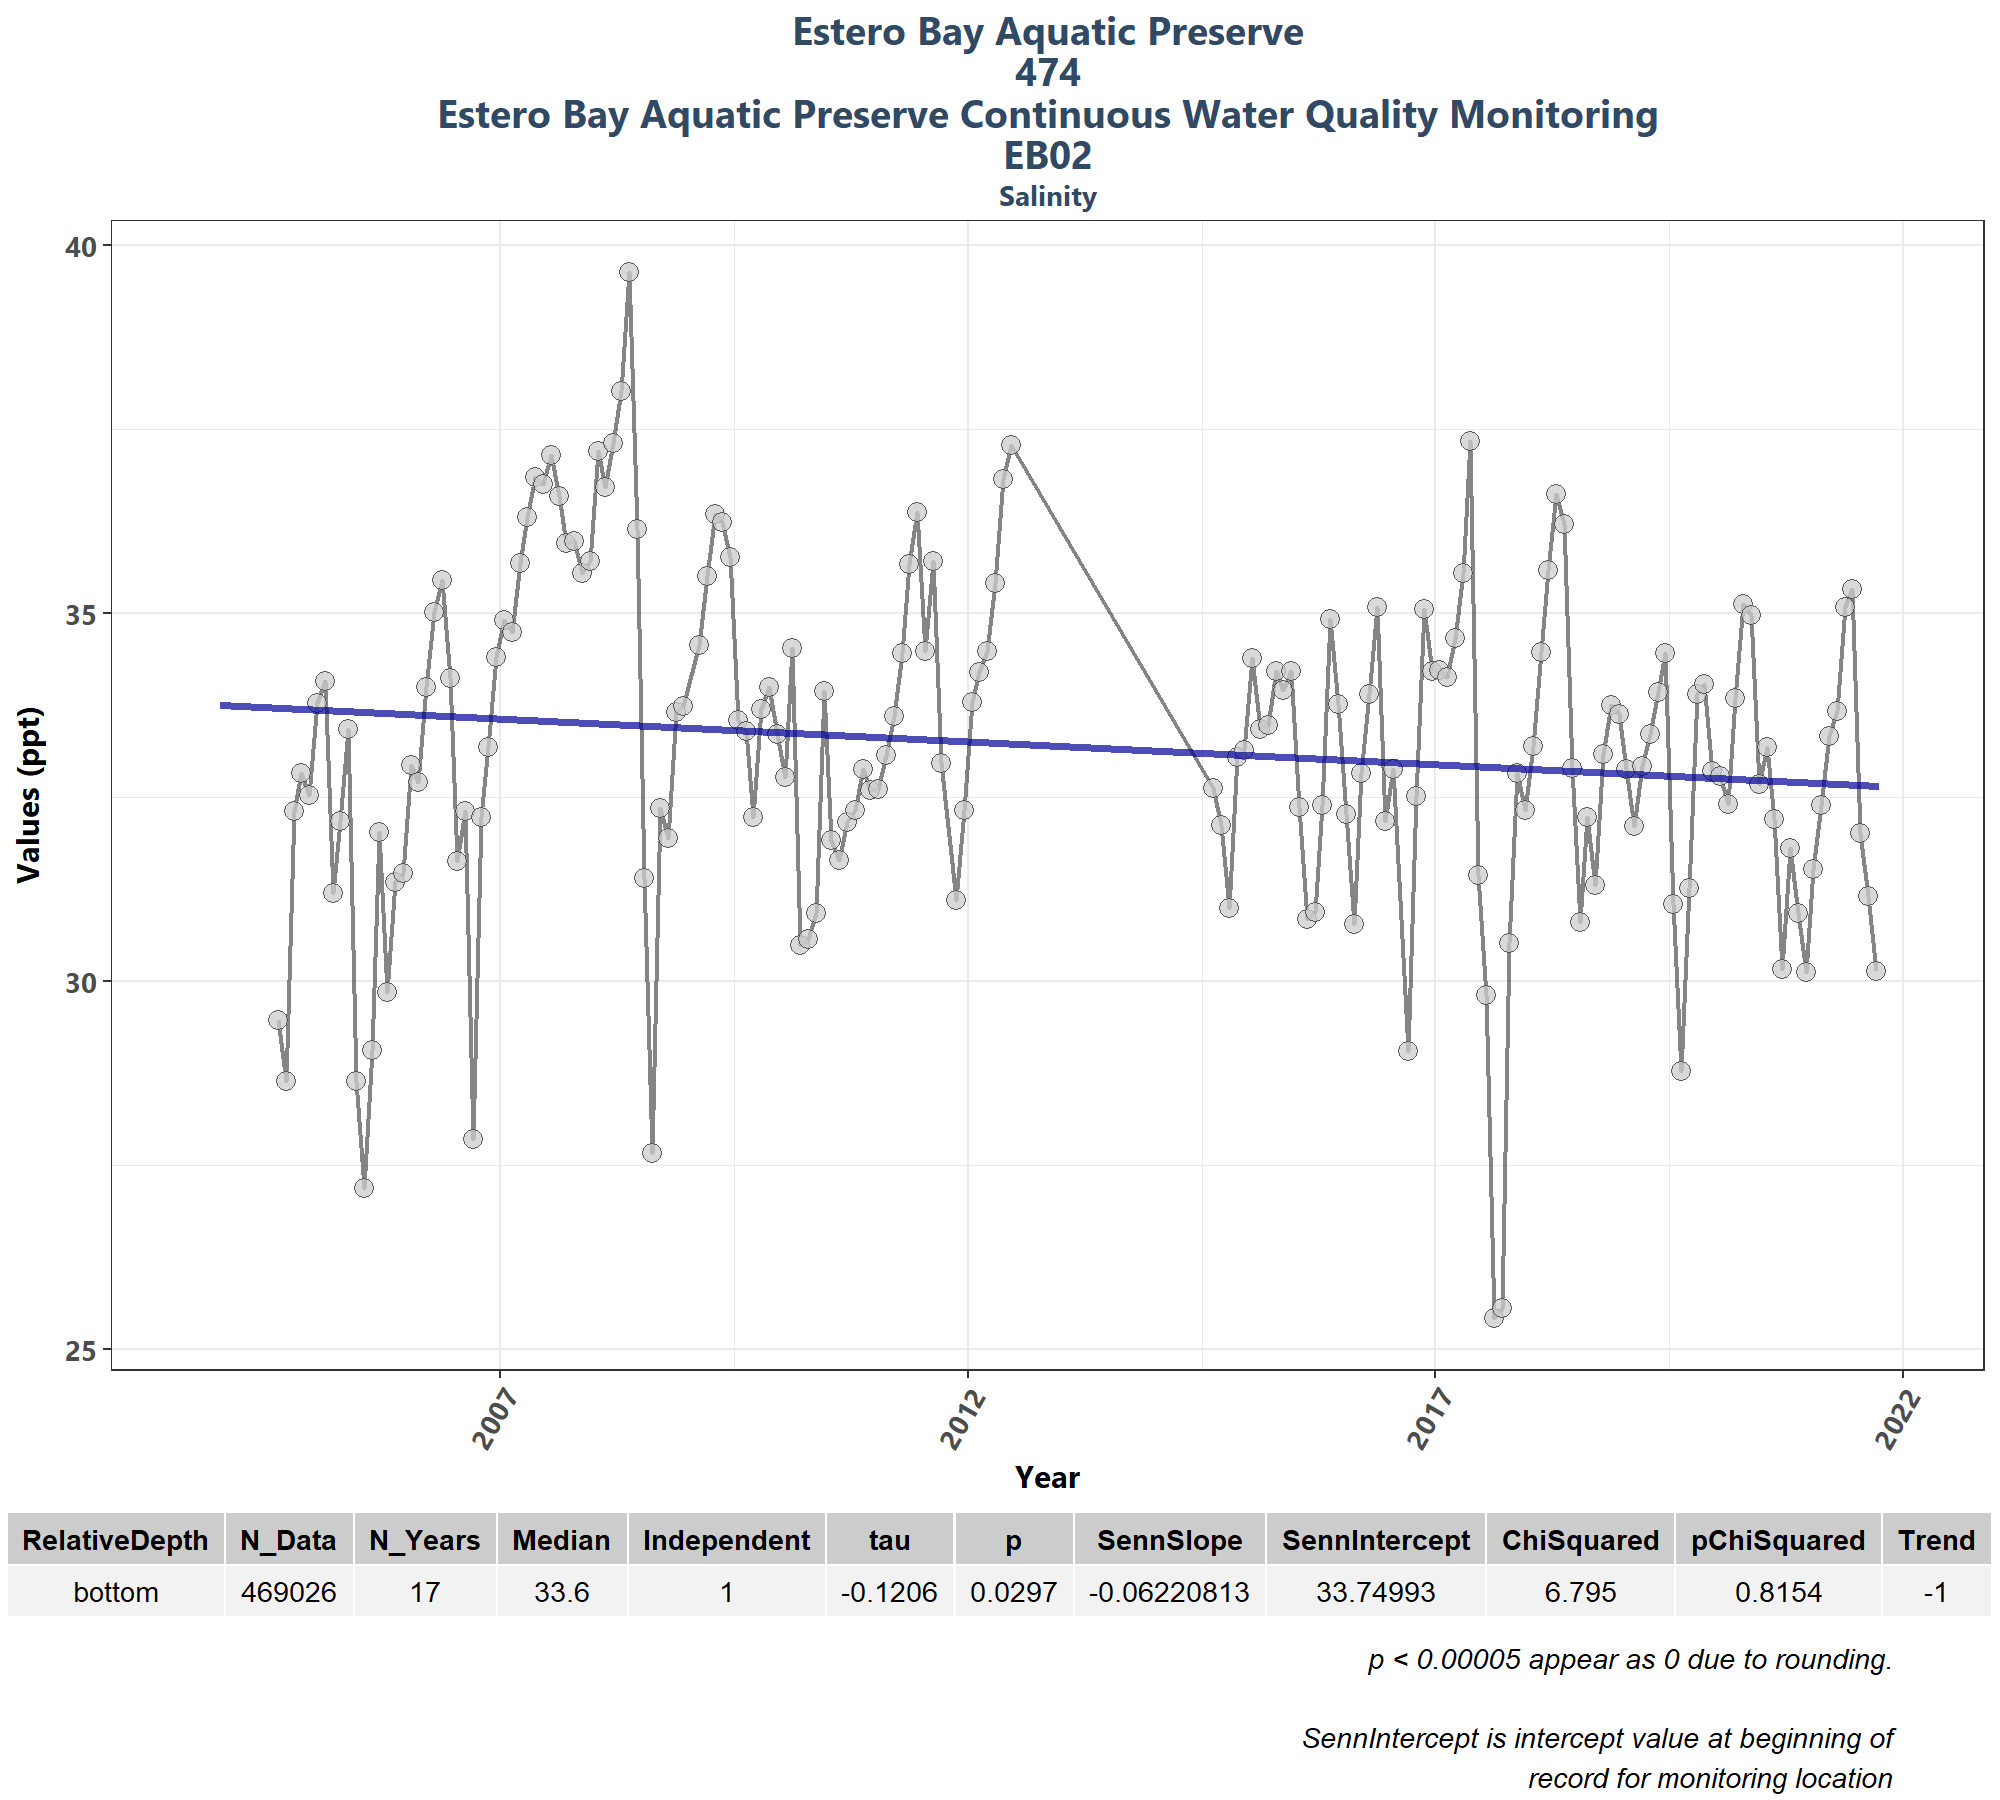 Estero Bay Aquatic Preserve
474
Estero Bay Aquatic Preserve Continuous Water Quality Monitoring
EB02
Salinity
40
35
30
25
Values (ppt)
2007 2012 2017 2022
Year
RelativeDepth N_Data N_Years Median Independent tau p SennSlope SennIntercept ChiSquared pChiSquared Trend
bottom 469026 17 33.6 1 -0.1206 0.0297 -0.06220813 33.74993 6.795 0.8154 -1
p < 0.00005 appear as 0 due to rounding.
SennIntercept is intercept value at beginning of
record for monitoring location